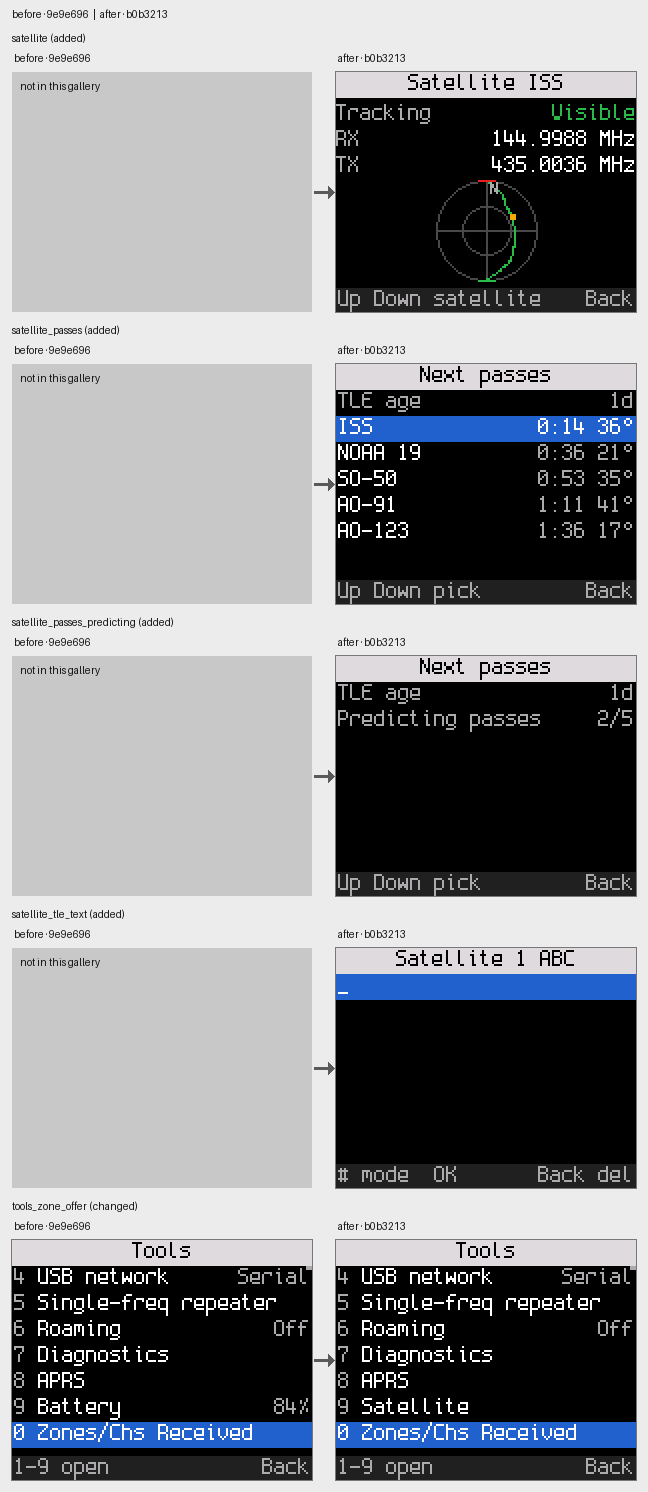 before · 9e9e696 | after · b0b3213
satellite (added)
before · 9e9e696
after · b0b3213
not in this gallery
Satellite ISS
Tracking Visible
RX 144.9988 MHz
TX 435.0036 MHz
N
Up Down satellite Back
satellite_passes (added)
before · 9e9e696
after · b0b3213
not in this gallery
Next passes
TLE age 1d
ISS 0:14 36°
NOAA 19 0:36 21°
SO-50 0:53 35°
AO-91 1:11 41°
AO-123 1:36 17°
Up Down pick Back
satellite_passes_predicting (added)
before · 9e9e696
after · b0b3213
not in this gallery
Next passes
TLE age 1d
Predicting passes 2/5
Up Down pick Back
satellite_tle_text (added)
before · 9e9e696
after · b0b3213
not in this gallery
Satellite 1 ABC
_
# mode OK Back del
tools_zone_offer (changed)
before · 9e9e696
after · b0b3213
Tools
4 USB network Serial
5 Single-freq repeater
6 Roaming Off
7 Diagnostics
8 APRS
9 Battery 84%
0 Zones/Chs Received
1-9 open Back
Tools
4 USB network Serial
5 Single-freq repeater
6 Roaming Off
7 Diagnostics
8 APRS
9 Satellite
0 Zones/Chs Received
1-9 open Back